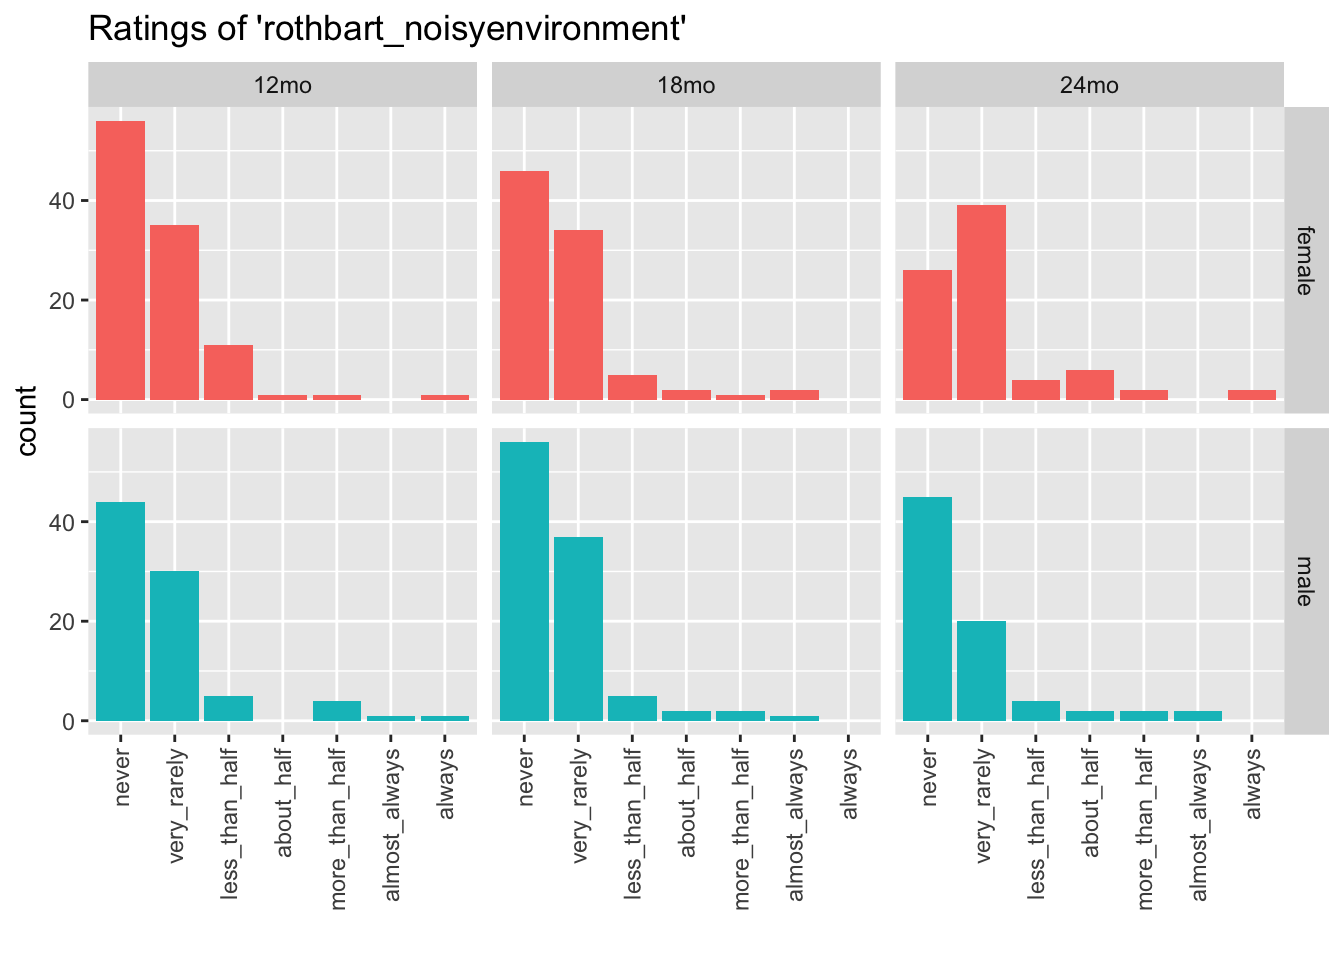 Ratings of 'rothbart_noisyenvironment'
12mo 18mo 24mo
count
40
20
0
female
40
20
0
male
never very_rarely less_than_half about_half more_than_half almost_always always
never very_rarely less_than_half about_half more_than_half almost_always always
never very_rarely less_than_half about_half more_than_half almost_always always